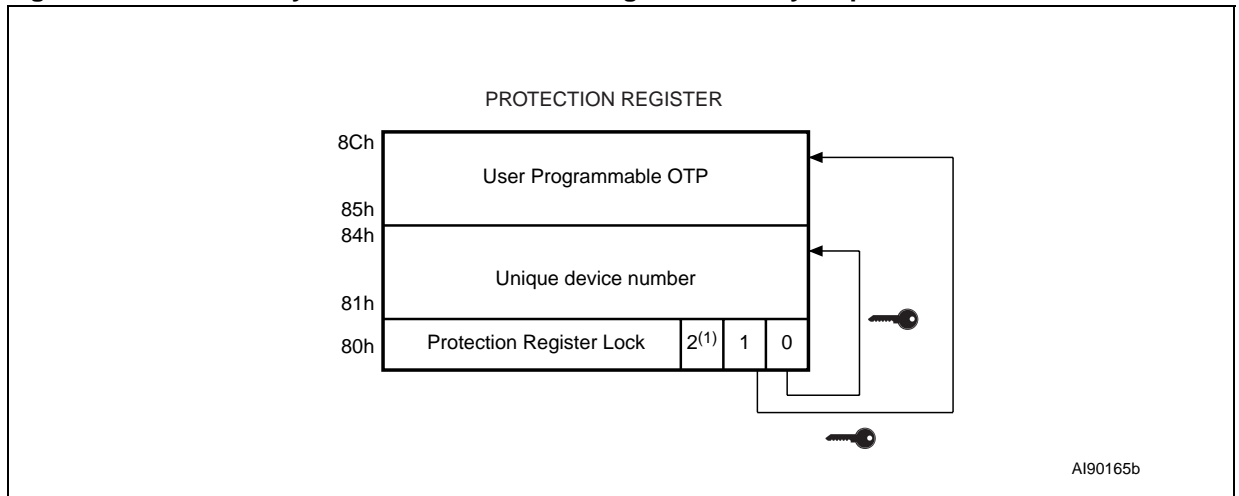 PROTECTION REGISTER
8Ch
User Programmable OTP
85h
84h
Unique device number
81h
80h
Protection Register Lock
2(1)
1
0
AI90165b